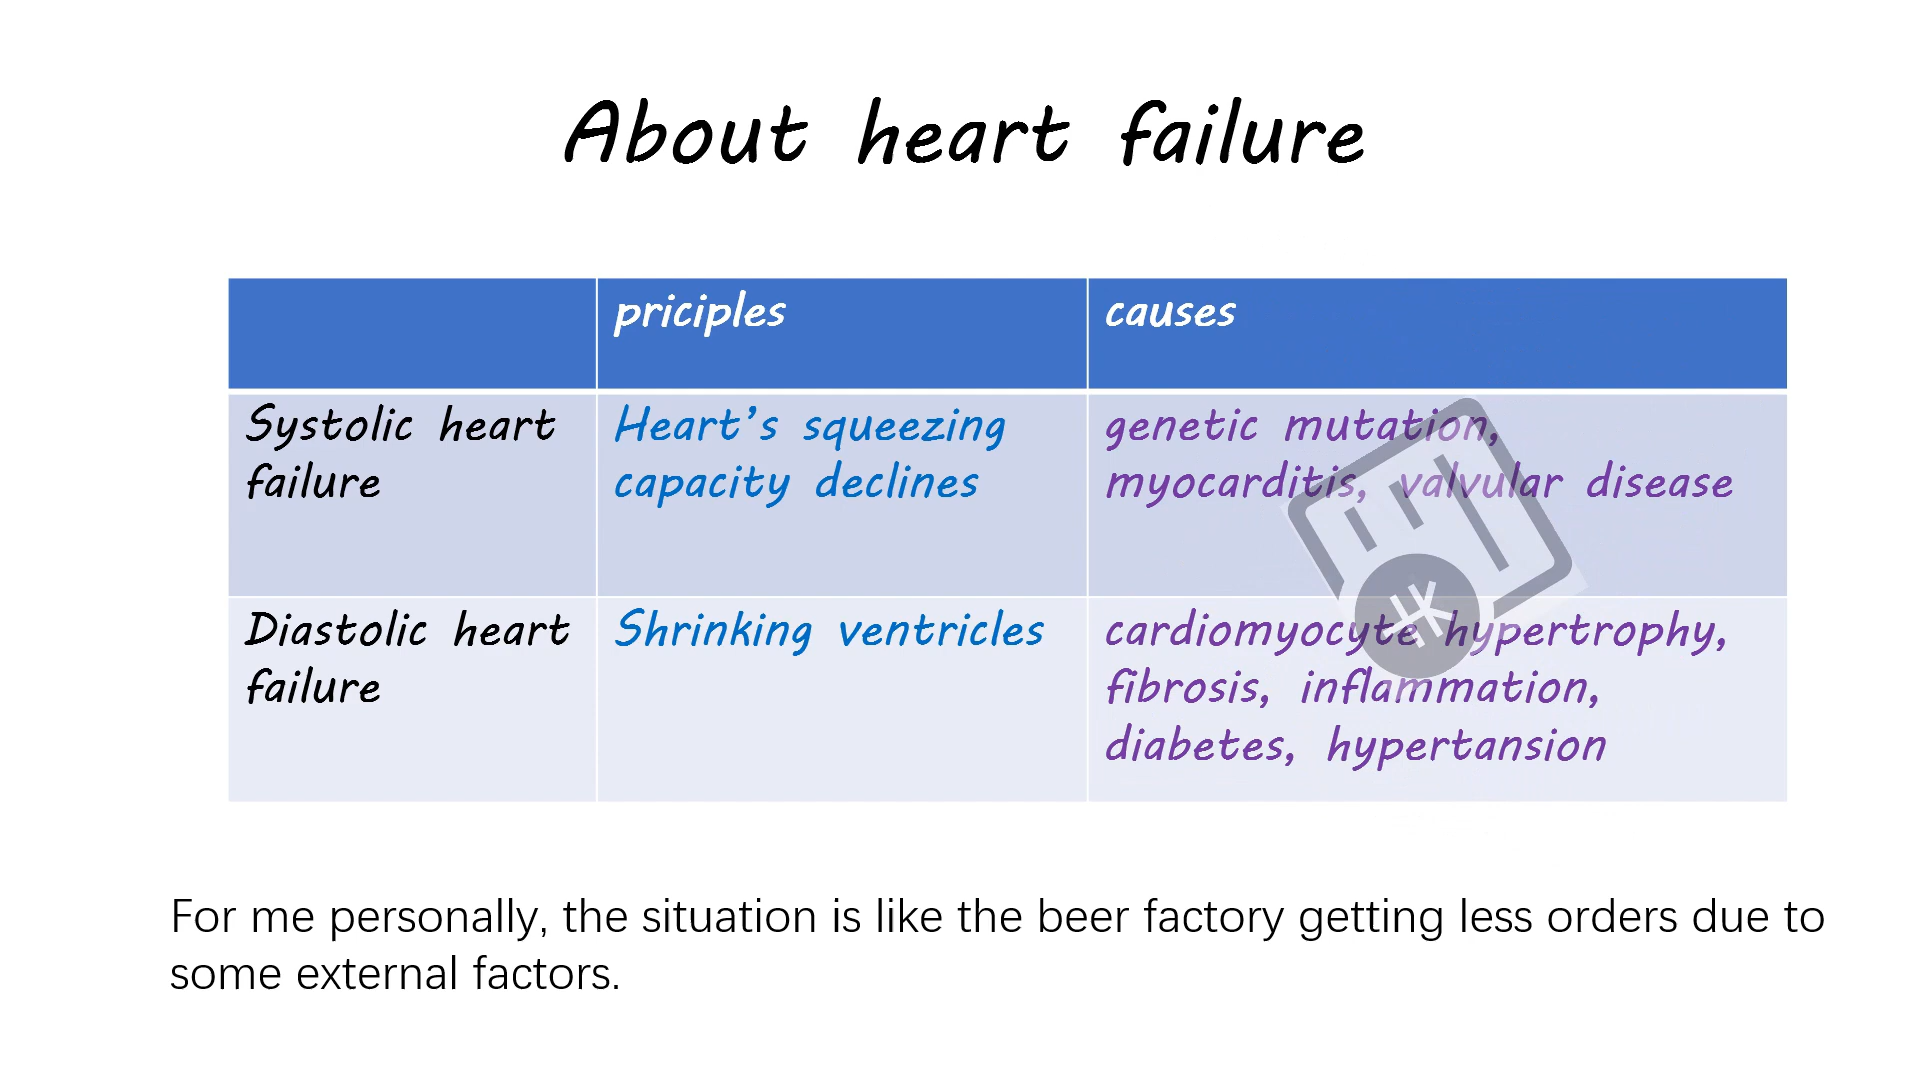 About heart failure
priciples
causes
Systolic heart
failure
Heart’s squeezing
capacity declines
genetic mutation,
myocarditis, valvular disease
Diastolic heart
failure
Shrinking ventricles
cardiomyocyte hypertrophy,
fibrosis, inflammation,
diabetes, hypertansion
For me personally, the situation is like the beer factory getting less orders due to
some external factors.